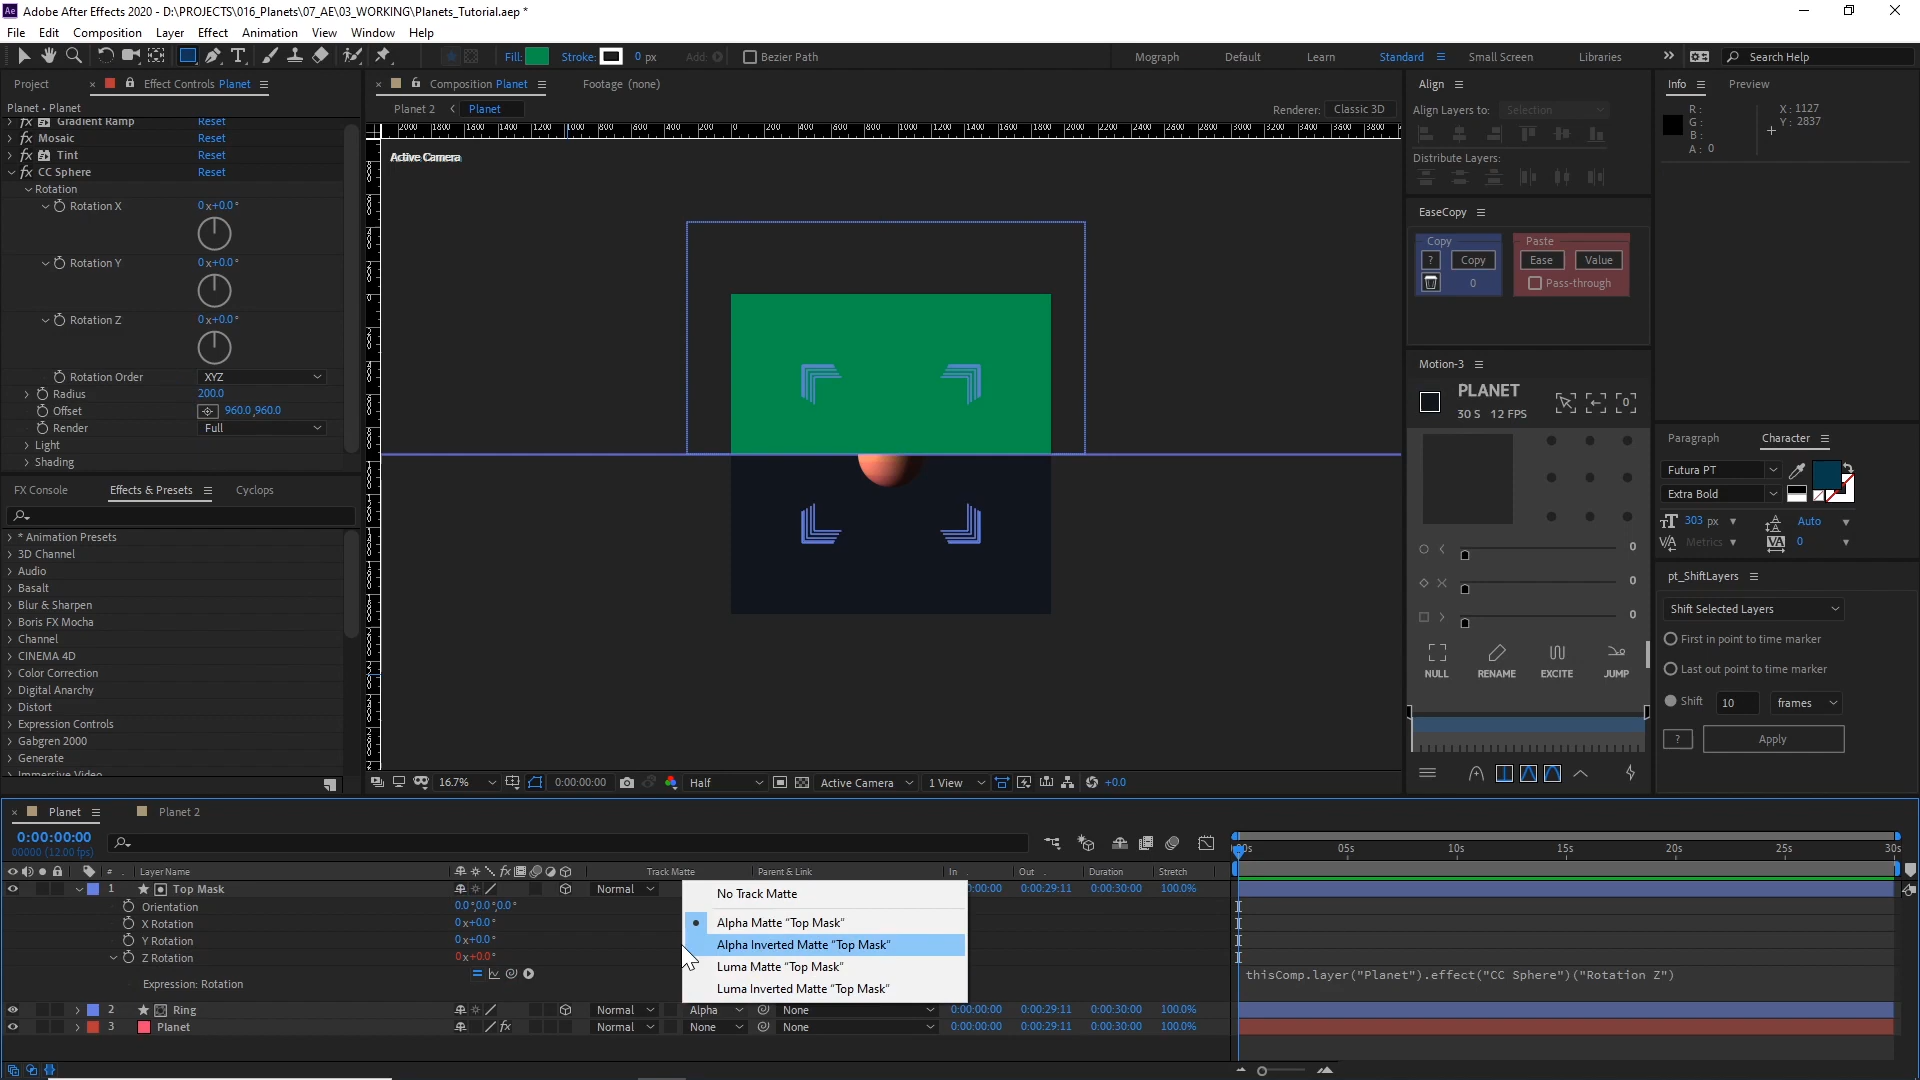 Adobe After Effects 2020 - D:\PROJECTS\016_Planets\07_AE\03_WORKING\Planets_Tutorial.aep *
File Edit Composition Layer Effect Animation View Window Help
Fill: Stroke: 0 px Add: Bezier Path Mograph Default Learn Standard Small Screen Libraries Search Help
Project Effect Controls Planet
Planet • Planet
Gradient Ramp Reset
Mosaic Reset
Tint Reset
CC Sphere Reset
Rotation
Rotation X 0x+0.0°
Rotation Y 0x+0.0°
Rotation Z 0x+0.0°
Rotation Order XYZ
Radius 200.0
Offset 960.0,960.0
Render Full
Light
Shading
FX Console Effects & Presets Cyclops
* Animation Presets
3D Channel
Audio
Basalt
Blur & Sharpen
Boris FX Mocha
Channel
CINEMA 4D
Color Correction
Digital Anarchy
Distort
Expression Controls
Gabgren 2000
Generate
Immersive Video
Composition Planet Footage (none)
Planet 2 Planet Renderer: Classic 3D
Active Camera
16.7% 0:00:00:00 Half Active Camera 1 View +0.0
Align
Align Layers to: Selection
Distribute Layers:
EaseCopy
Copy Paste
? Copy Ease Value
0 Pass-through
Motion-3
PLANET
30 S 12 FPS
0
0
0
NULL RENAME EXCITE JUMP
Info Preview
R:
G:
B:
A: 0
X: 1127
Y: 2837
Paragraph Character
Futura PT
Extra Bold
303 px Auto
Metrics 0
pt_ShiftLayers
Shift Selected Layers
First in point to time marker
Last out point to time marker
Shift 10 frames
? Apply
Planet Planet 2
0:00:00:00
00000 (12.00 fps)
05s 10s 15s 20s 25s 30s
# Layer Name Track Matte Parent & Link In Out Duration Stretch
1 Top Mask Normal 0:00:29:11 0:00:30:00 100.0%
Orientation 0.0°,0.0°,0.0°
X Rotation 0x+0.0°
Y Rotation 0x+0.0°
Z Rotation 0x+0.0°
Expression: Rotation thisComp.layer("Planet").effect("CC Sphere")("Rotation Z")
No Track Matte
Alpha Matte "Top Mask"
Alpha Inverted Matte "Top Mask"
Luma Matte "Top Mask"
Luma Inverted Matte "Top Mask"
2 Ring Normal Alpha None 0:00:00:00 0:00:29:11 0:00:30:00 100.0%
3 Planet Normal None None 0:00:00:00 0:00:29:11 0:00:30:00 100.0%